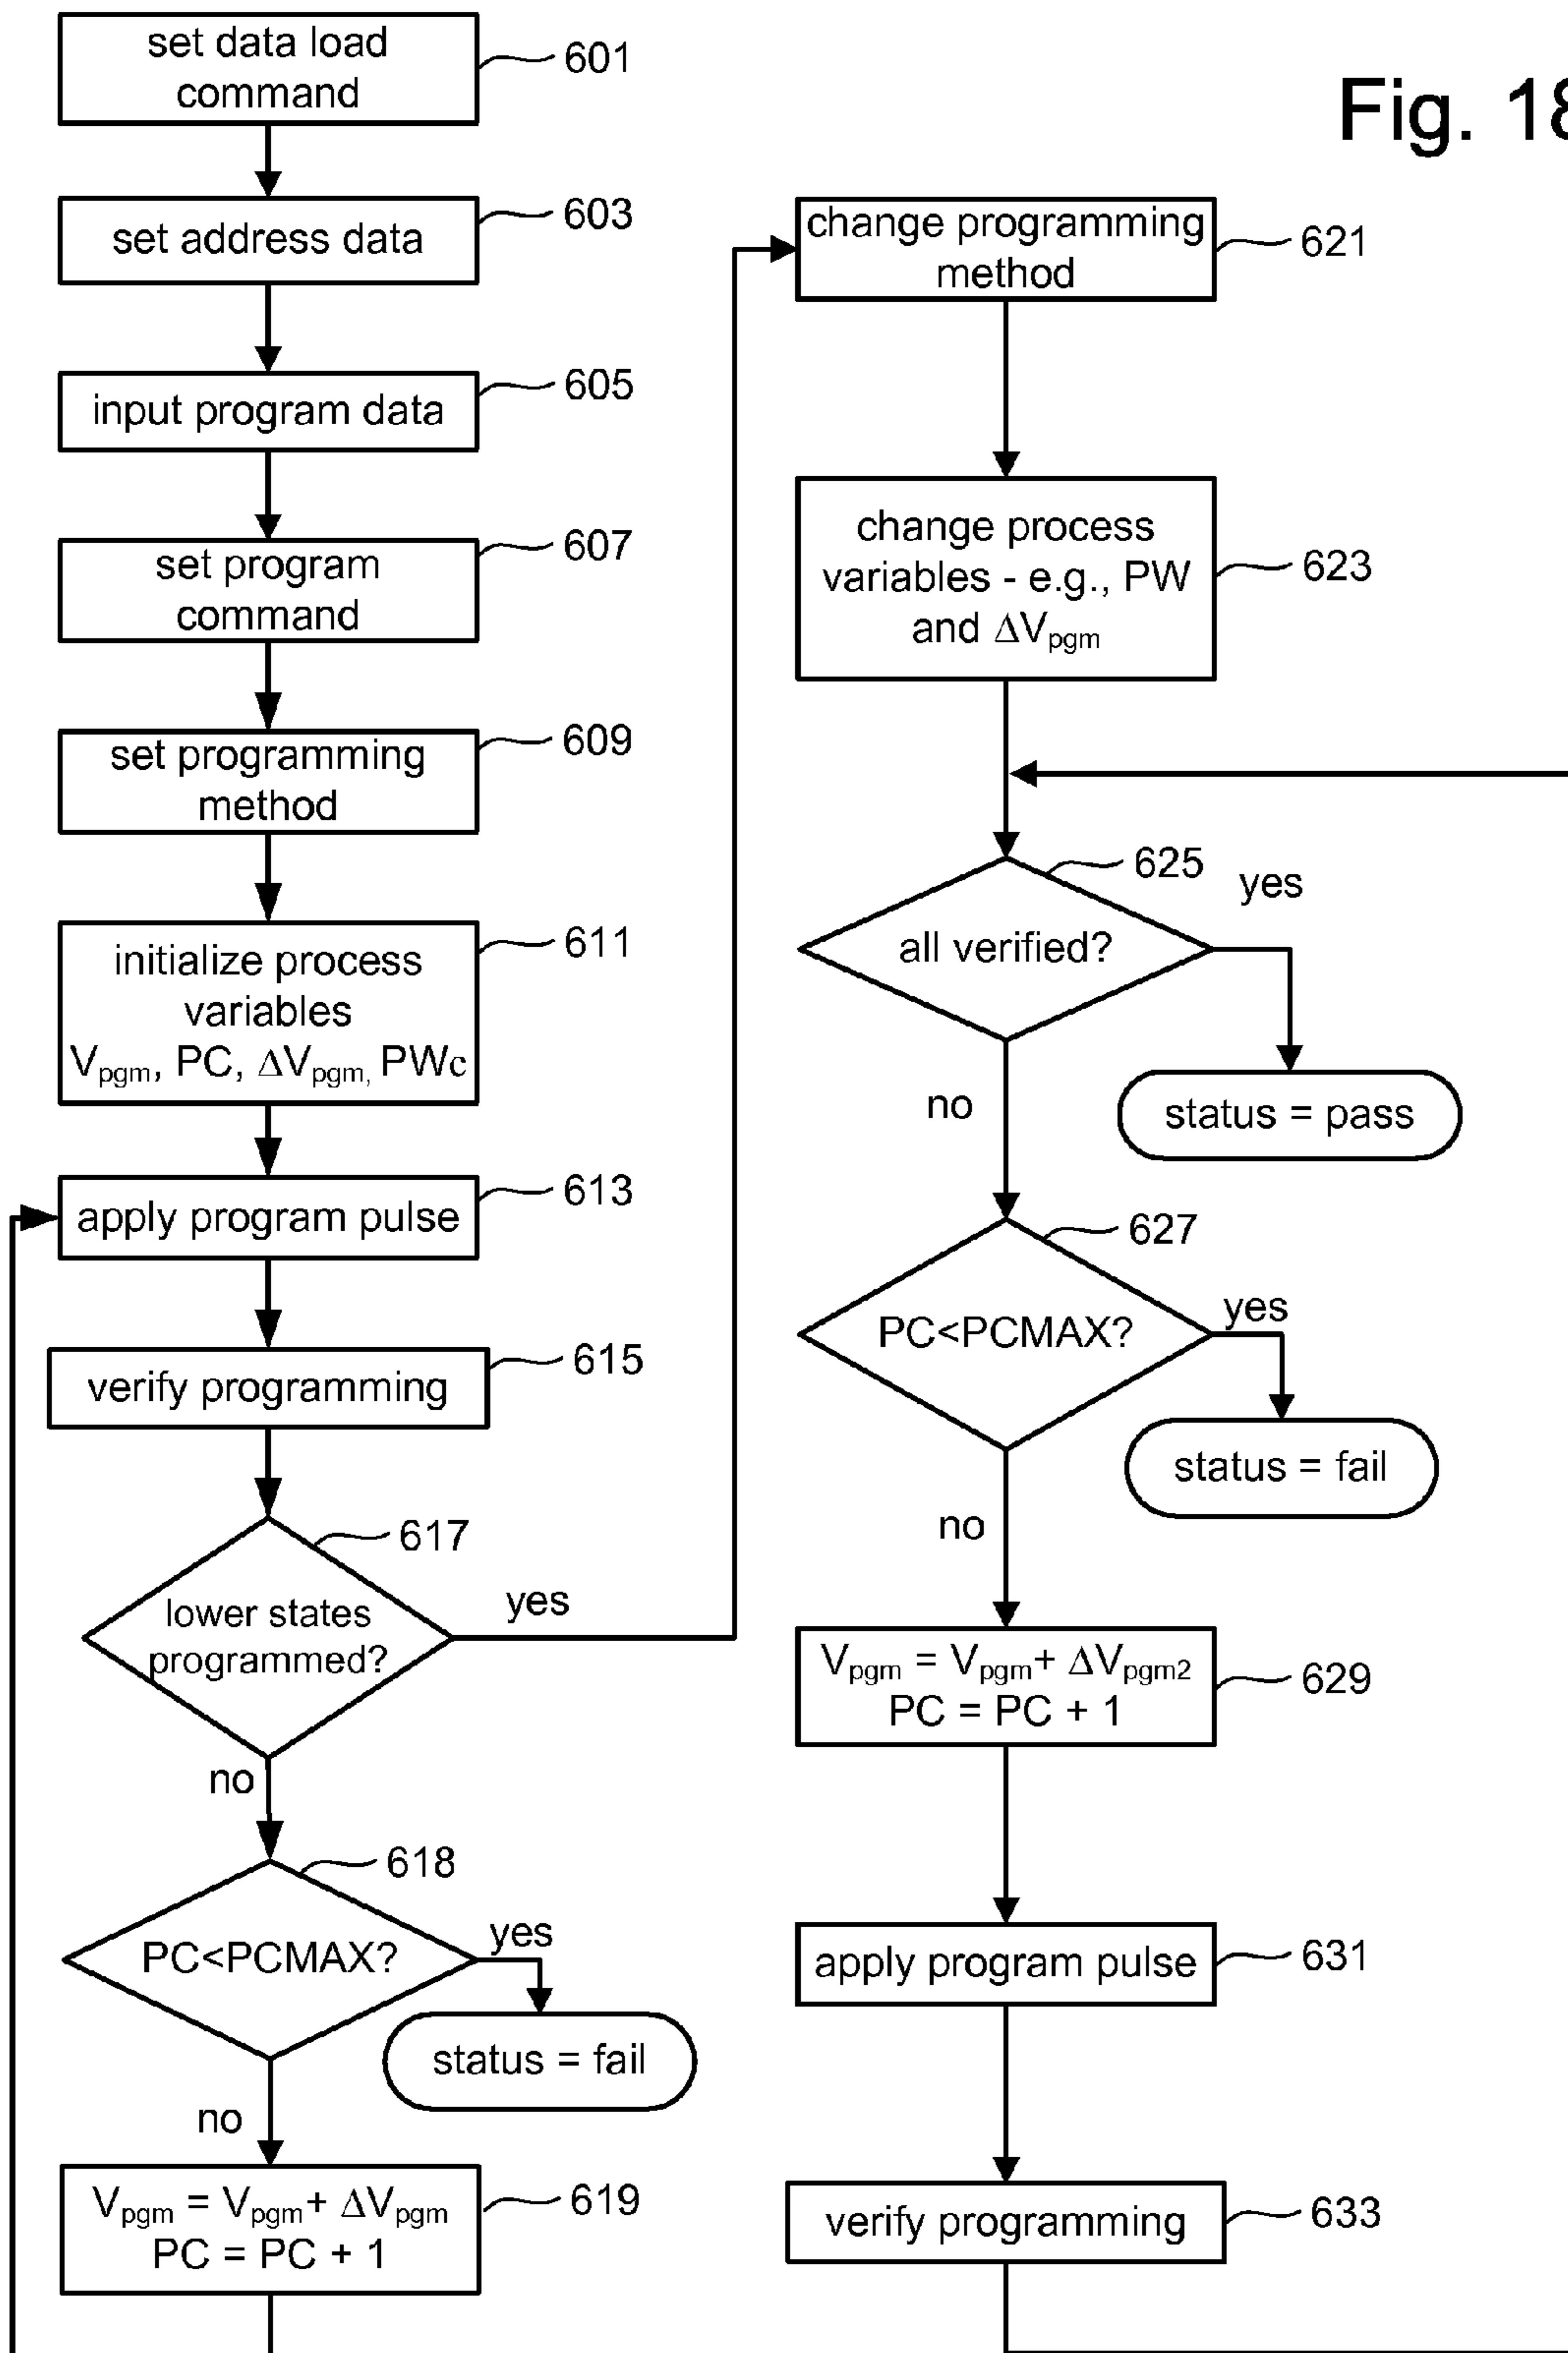 Fig. 18
set data load
command
601
set address data
603
input program data
605
set program
command
607
set programming
method
609
initialize process
variables
Vpgm, PC, ΔVpgm, PWc
611
apply program pulse
613
verify programming
615
lower states
programmed?
617
yes
no
PC<PCMAX?
618
yes
status = fail
no
Vpgm = Vpgm+ ΔVpgm
PC = PC + 1
619
change programming
method
621
change process
variables - e.g., PW
and ΔVpgm
623
all verified?
625
yes
status = pass
no
PC<PCMAX?
627
yes
status = fail
no
Vpgm = Vpgm+ ΔVpgm2
PC = PC + 1
629
apply program pulse
631
verify programming
633